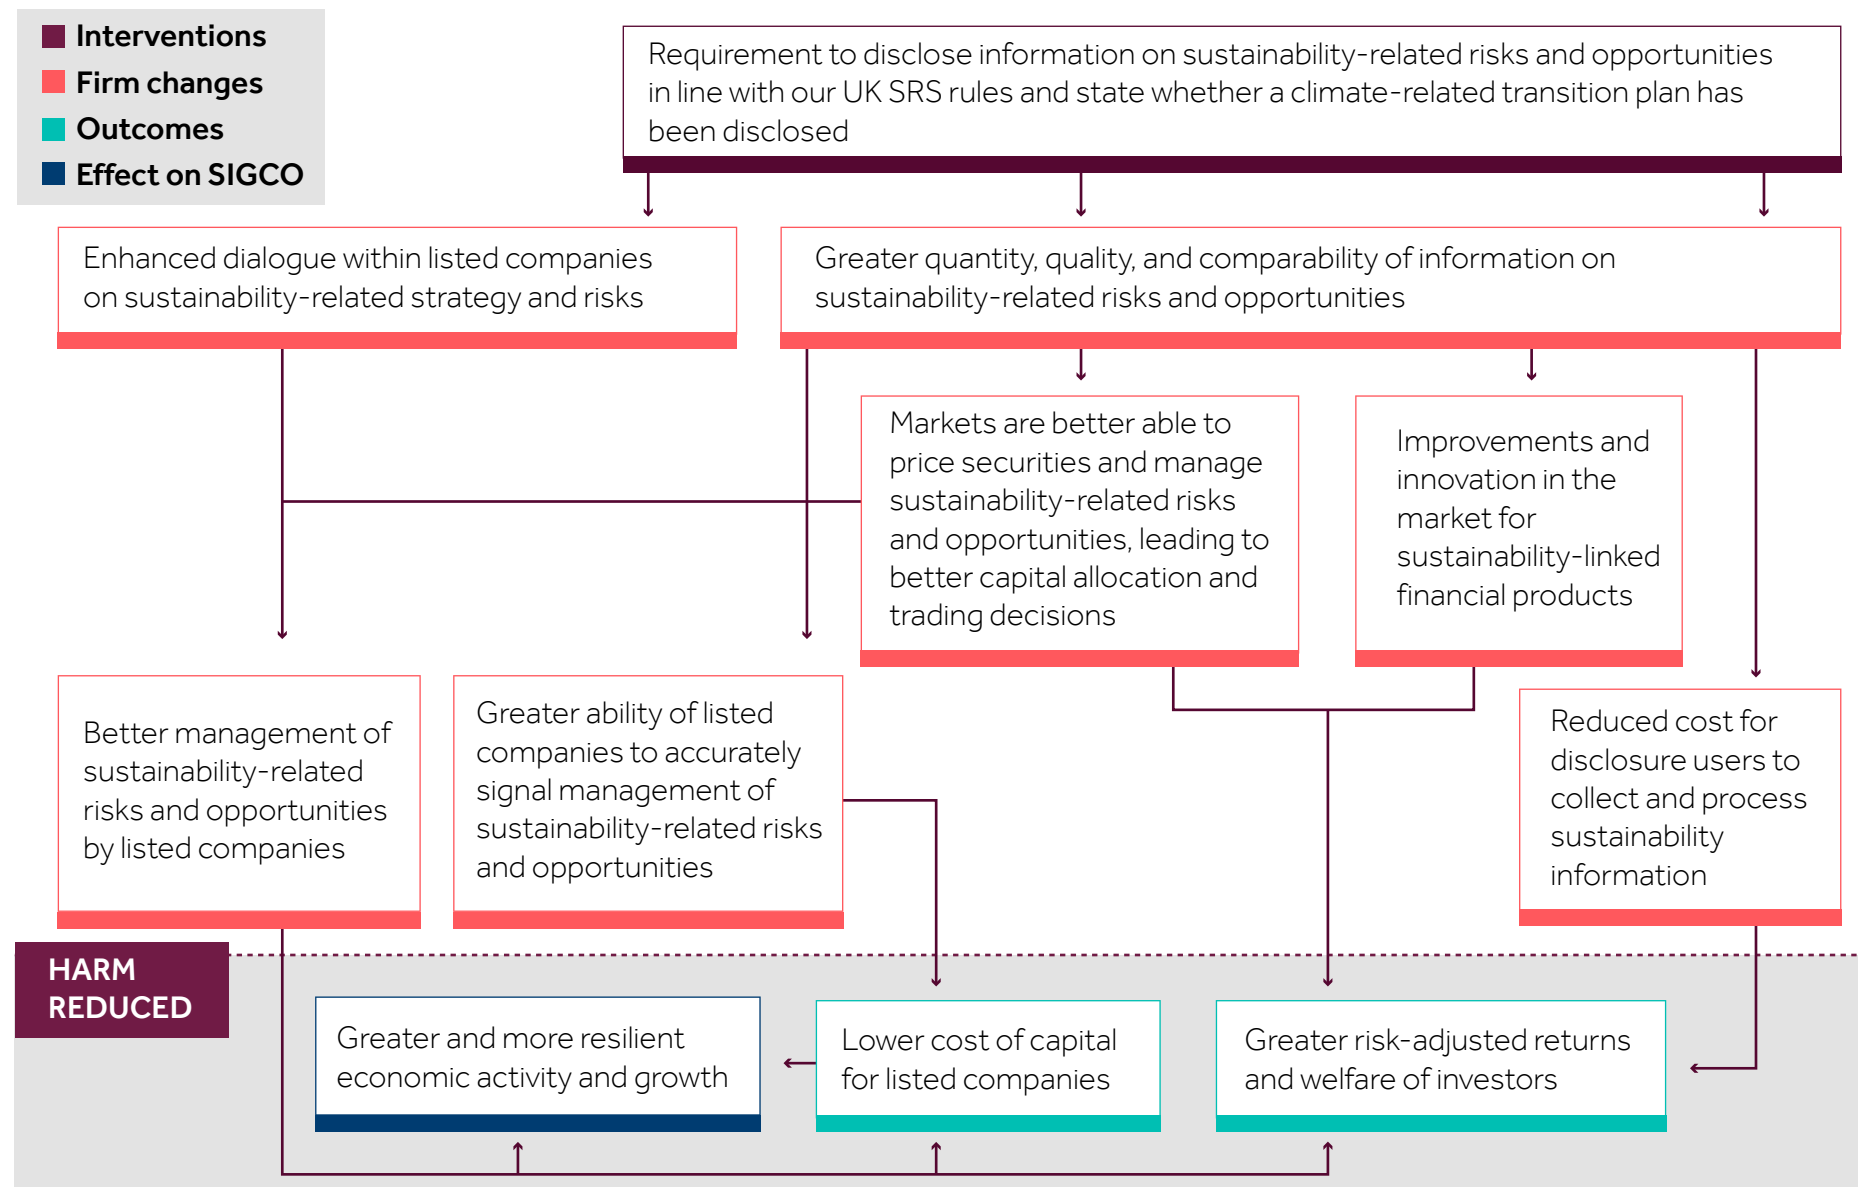 Interventions
Firm changes
Outcomes
Effect on SIGCO
Requirement to disclose information on sustainability-related risks and opportunities
in line with our UK SRS rules and state whether a climate-related transition plan has
been disclosed
Enhanced dialogue within listed companies
on sustainability-related strategy and risks
Greater quantity, quality, and comparability of information on
sustainability-related risks and opportunities
Markets are better able to
price securities and manage
sustainability-related risks
and opportunities, leading to
better capital allocation and
trading decisions
Improvements and
innovation in the
market for
sustainability-linked
financial products
Better management of
sustainability-related
risks and opportunities
by listed companies
Greater ability of listed
companies to accurately
signal management of
sustainability-related risks
and opportunities
Reduced cost for
disclosure users to
collect and process
sustainability
information
HARM
REDUCED
Greater and more resilient
economic activity and growth
Lower cost of capital
for listed companies
Greater risk-adjusted returns
and welfare of investors